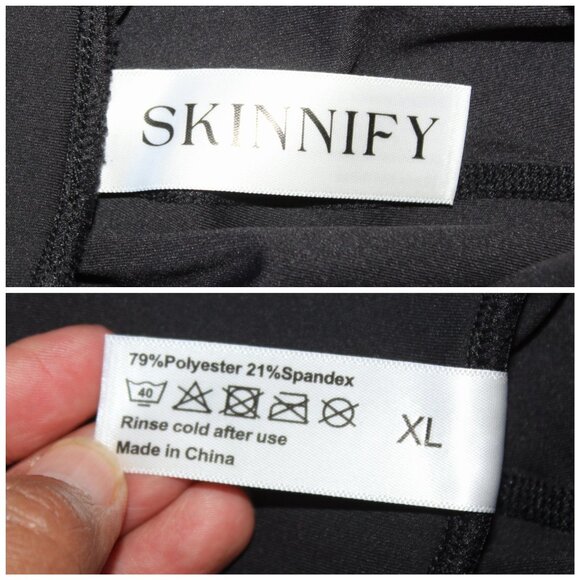 SKINNIFY
79%Polyester 21%Spandex
40
XL
Rinse cold after use
Made in China